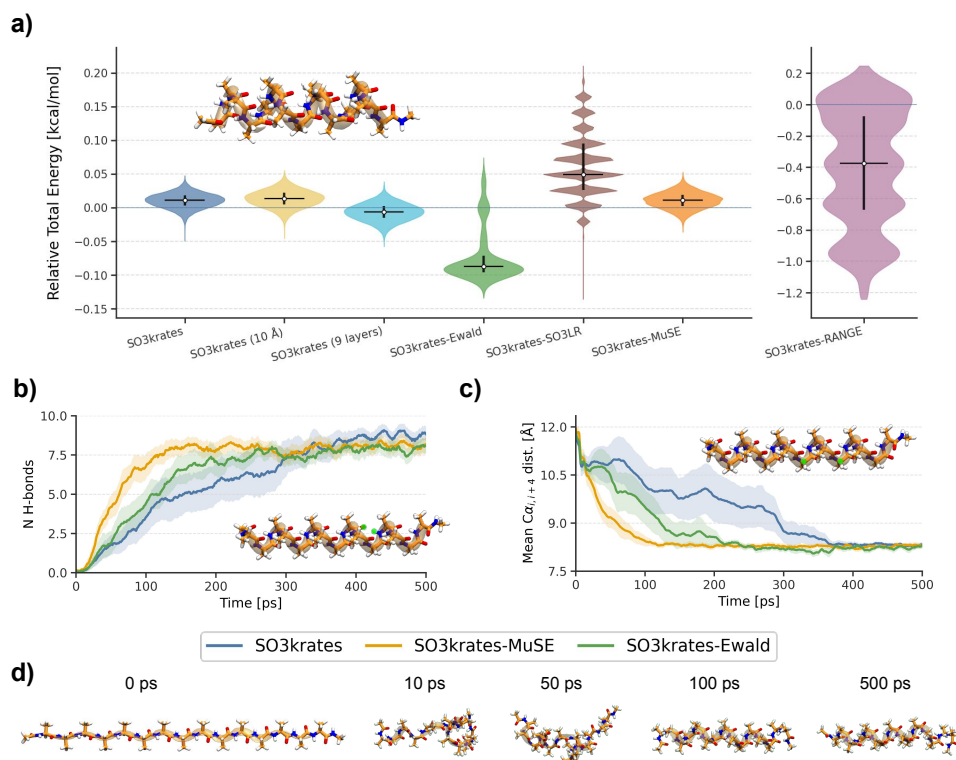 a)
Relative Total Energy [kcal/mol]
0.20
0.15
0.10
0.05
0.00
−0.05
−0.10
−0.15
0.2
0.0
−0.2
−0.4
−0.6
−0.8
−1.0
−1.2
SO3krates
SO3krates (10 Å)
SO3krates (9 layers)
SO3krates-Ewald
SO3krates-SO3LR
SO3krates-MuSE
SO3krates-RANGE
b)
N H-bonds
10.0
7.5
5.0
2.5
0.0
0 100 200 300 400 500
Time [ps]
c)
Mean Cα𝑖,𝑖+4 dist. [Å]
12.0
10.5
9.0
7.5
0 100 200 300 400 500
Time [ps]
SO3krates SO3krates-MuSE SO3krates-Ewald
d)
0 ps 10 ps 50 ps 100 ps 500 ps